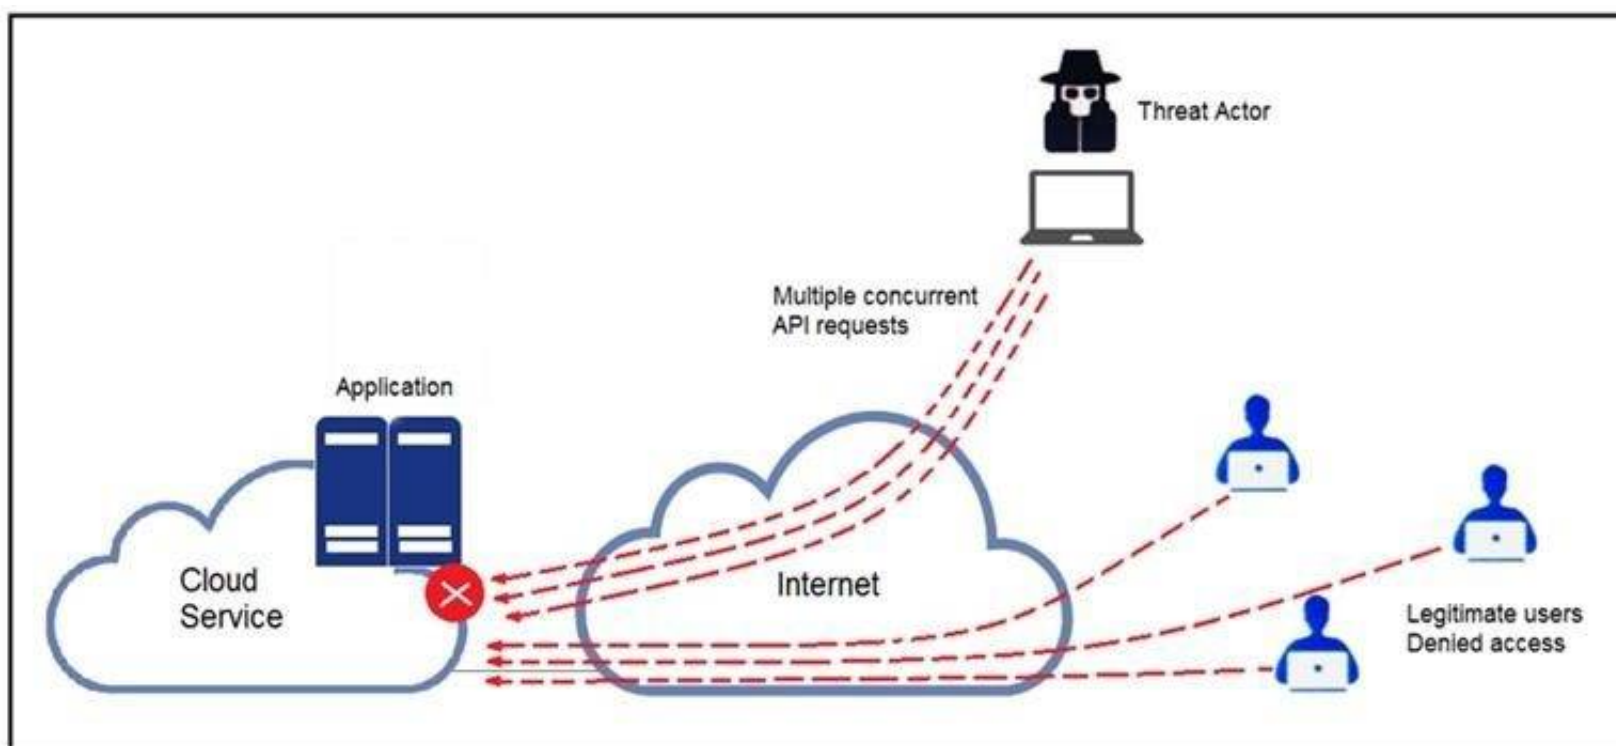 Threat Actor
Multiple concurrent
API requests
Application
Cloud
Service
Internet
Legitimate users
Denied access